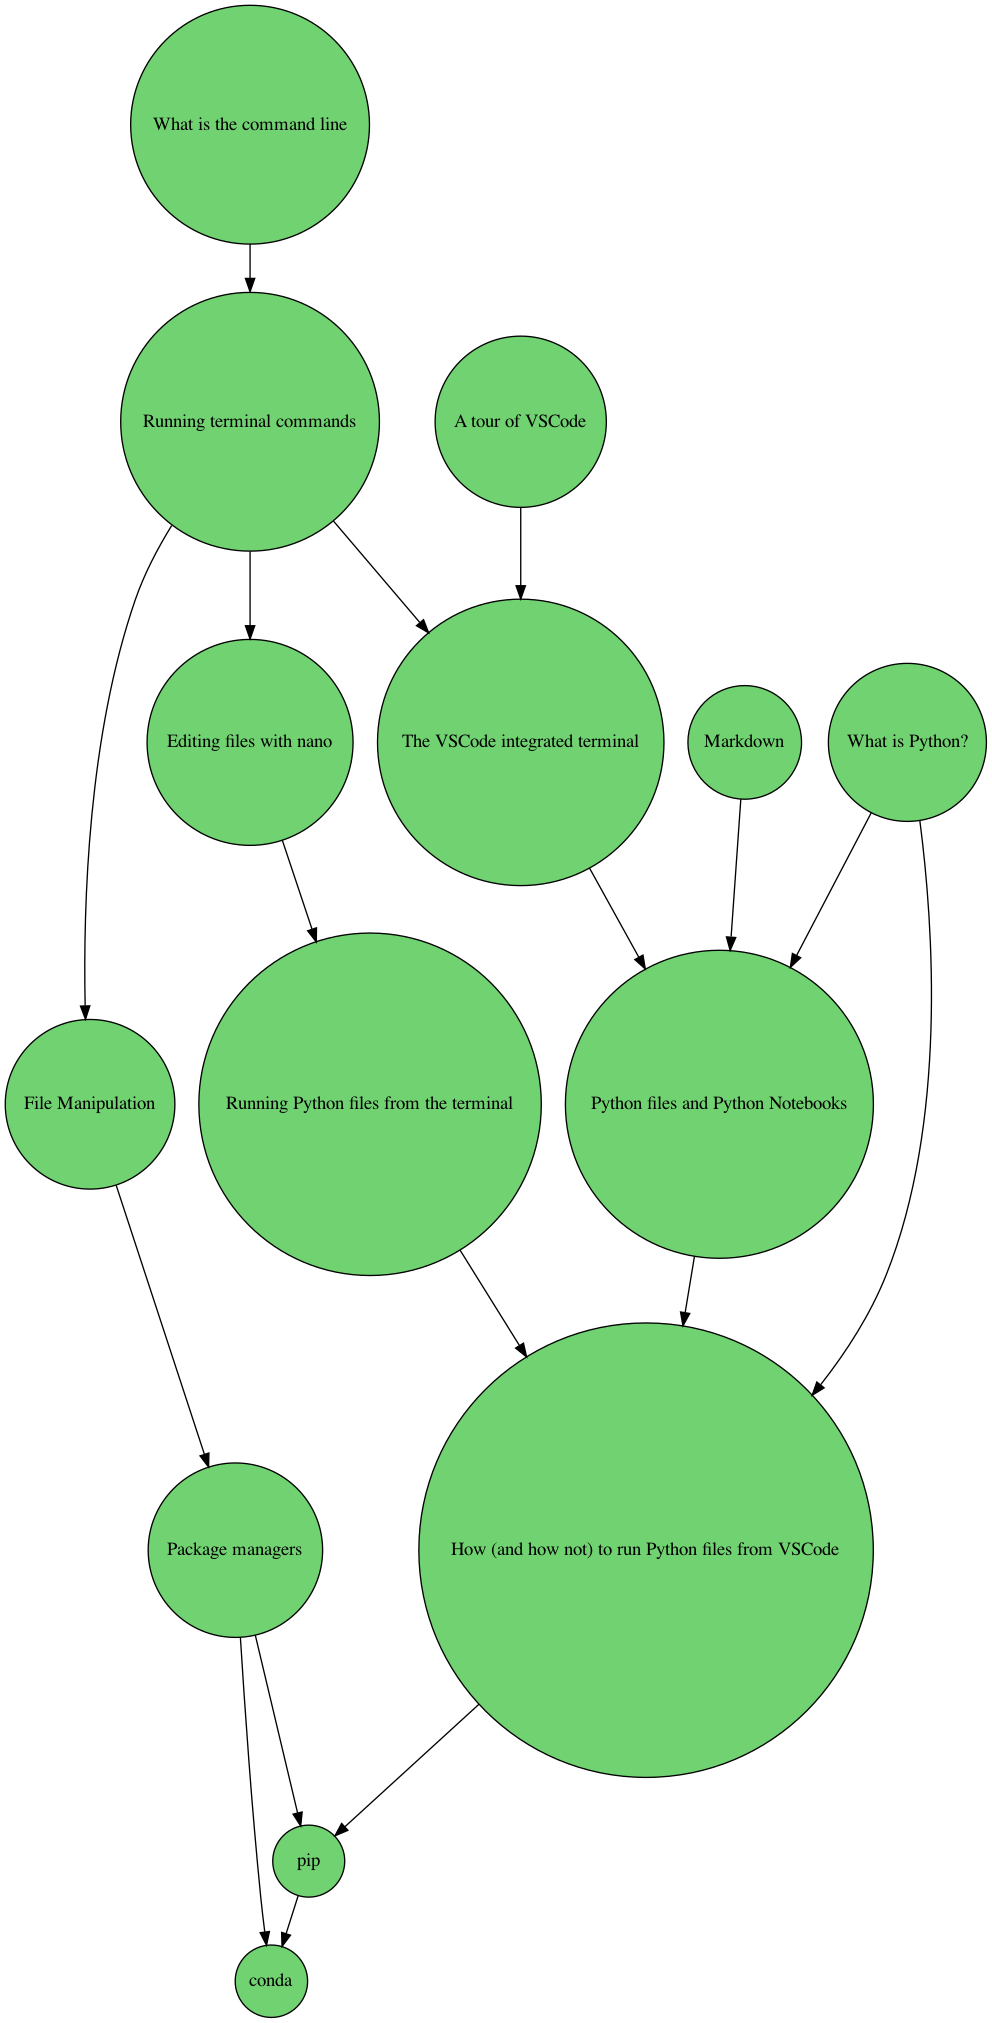 What is the command line
Running terminal commands
A tour of VSCode
Editing files with nano
The VSCode integrated terminal
Markdown
What is Python?
File Manipulation
Running Python files from the terminal
Python files and Python Notebooks
Package managers
How (and how not) to run Python files from VSCode
pip
conda